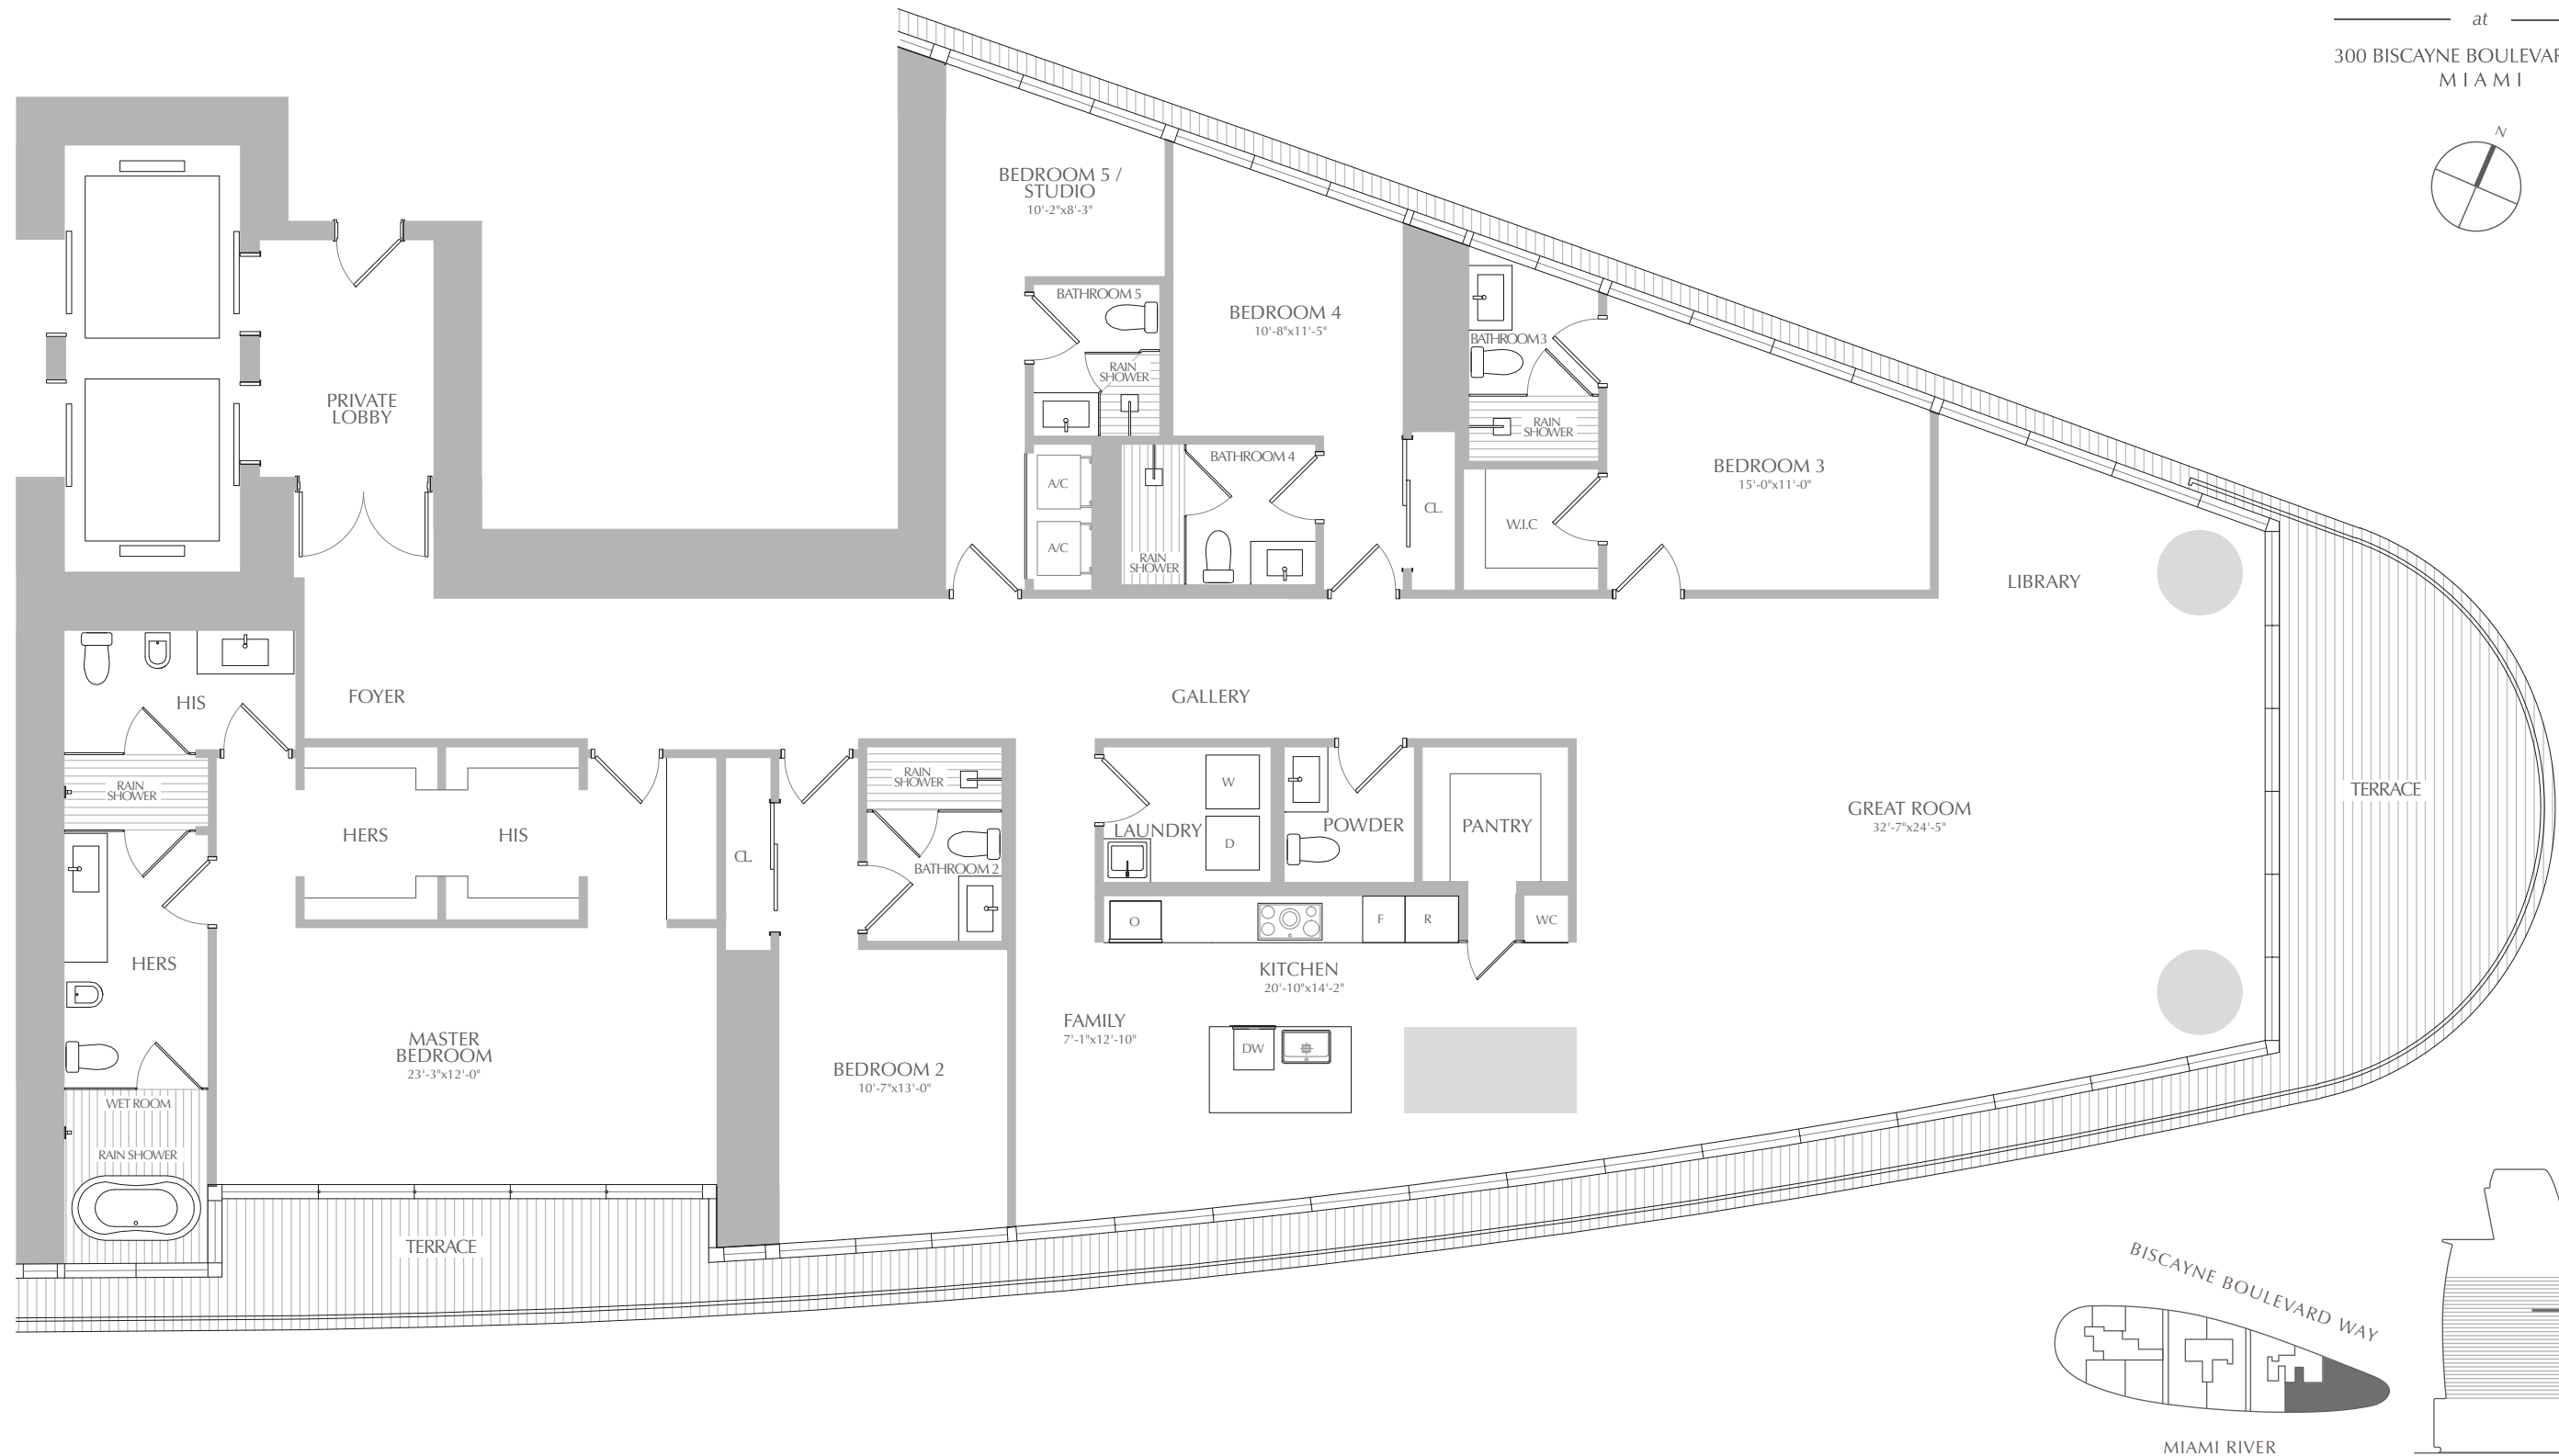 at
300 BISCAYNE BOULEVAR
MIAMI
N
BEDROOM 5 /
STUDIO
10'-2"x8'-3"
BATHROOM 5
RAIN
SHOWER
BEDROOM 4
10'-8"x11'-5"
BATHROOM 3
RAIN
SHOWER
PRIVATE
LOBBY
BATHROOM 4
RAIN
SHOWER
A/C
A/C
CL.
W.I.C
BEDROOM 3
15'-0"x11'-0"
LIBRARY
HIS
FOYER
GALLERY
RAIN
SHOWER
HERS
HIS
CL.
RAIN
SHOWER
BATHROOM 2
LAUNDRY
W
D
POWDER
PANTRY
GREAT ROOM
32'-7"x24'-5"
TERRACE
HERS
O
F
R
WC
KITCHEN
20'-10"x14'-2"
FAMILY
7'-1"x12'-10"
DW
MASTER
BEDROOM
23'-3"x12'-0"
BEDROOM 2
10'-7"x13'-0"
WET ROOM
RAIN SHOWER
TERRACE
BISCAYNE BOULEVARD WAY
MIAMI RIVER